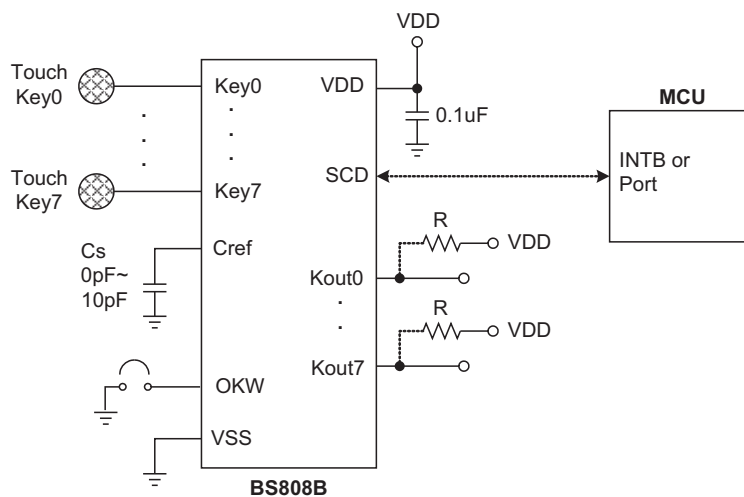 VDD
Touch
Key0
Key0
VDD
0.1uF
MCU
Touch
Key7
Key7
SCD
INTB or
Port
Cs
0pF~
10pF
Cref
R
VDD
Kout0
R
VDD
Kout7
OKW
VSS
BS808B